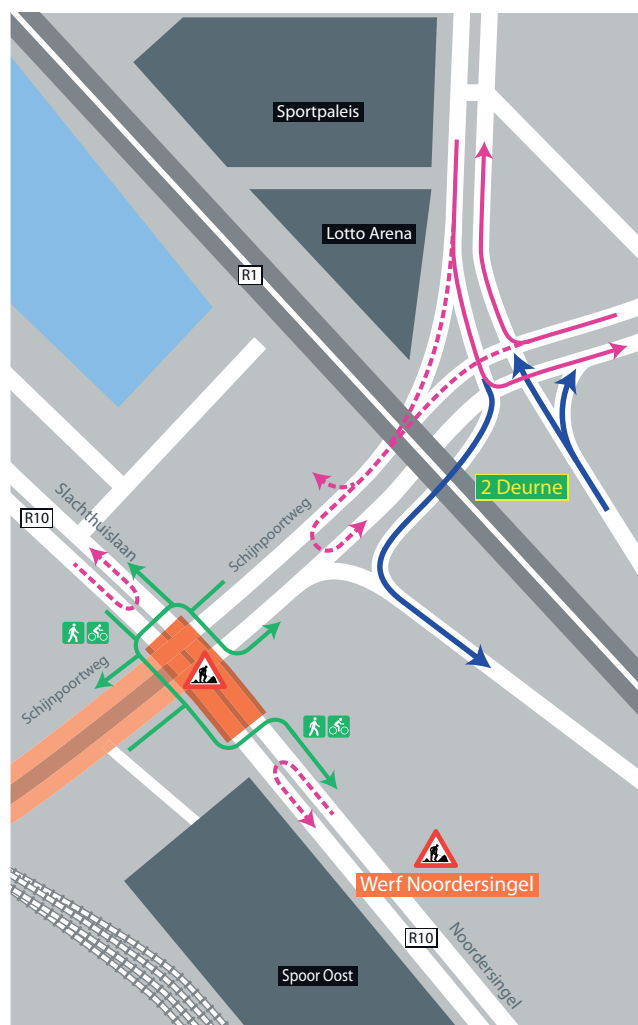 Sportpaleis
Lotto Arena
R1
2 Deurne
Slachthuislaan
R10
Schijnpoortweg
Schijnpoortweg
Werf Noordersingel
R10
Noordersingel
Spoor Oost